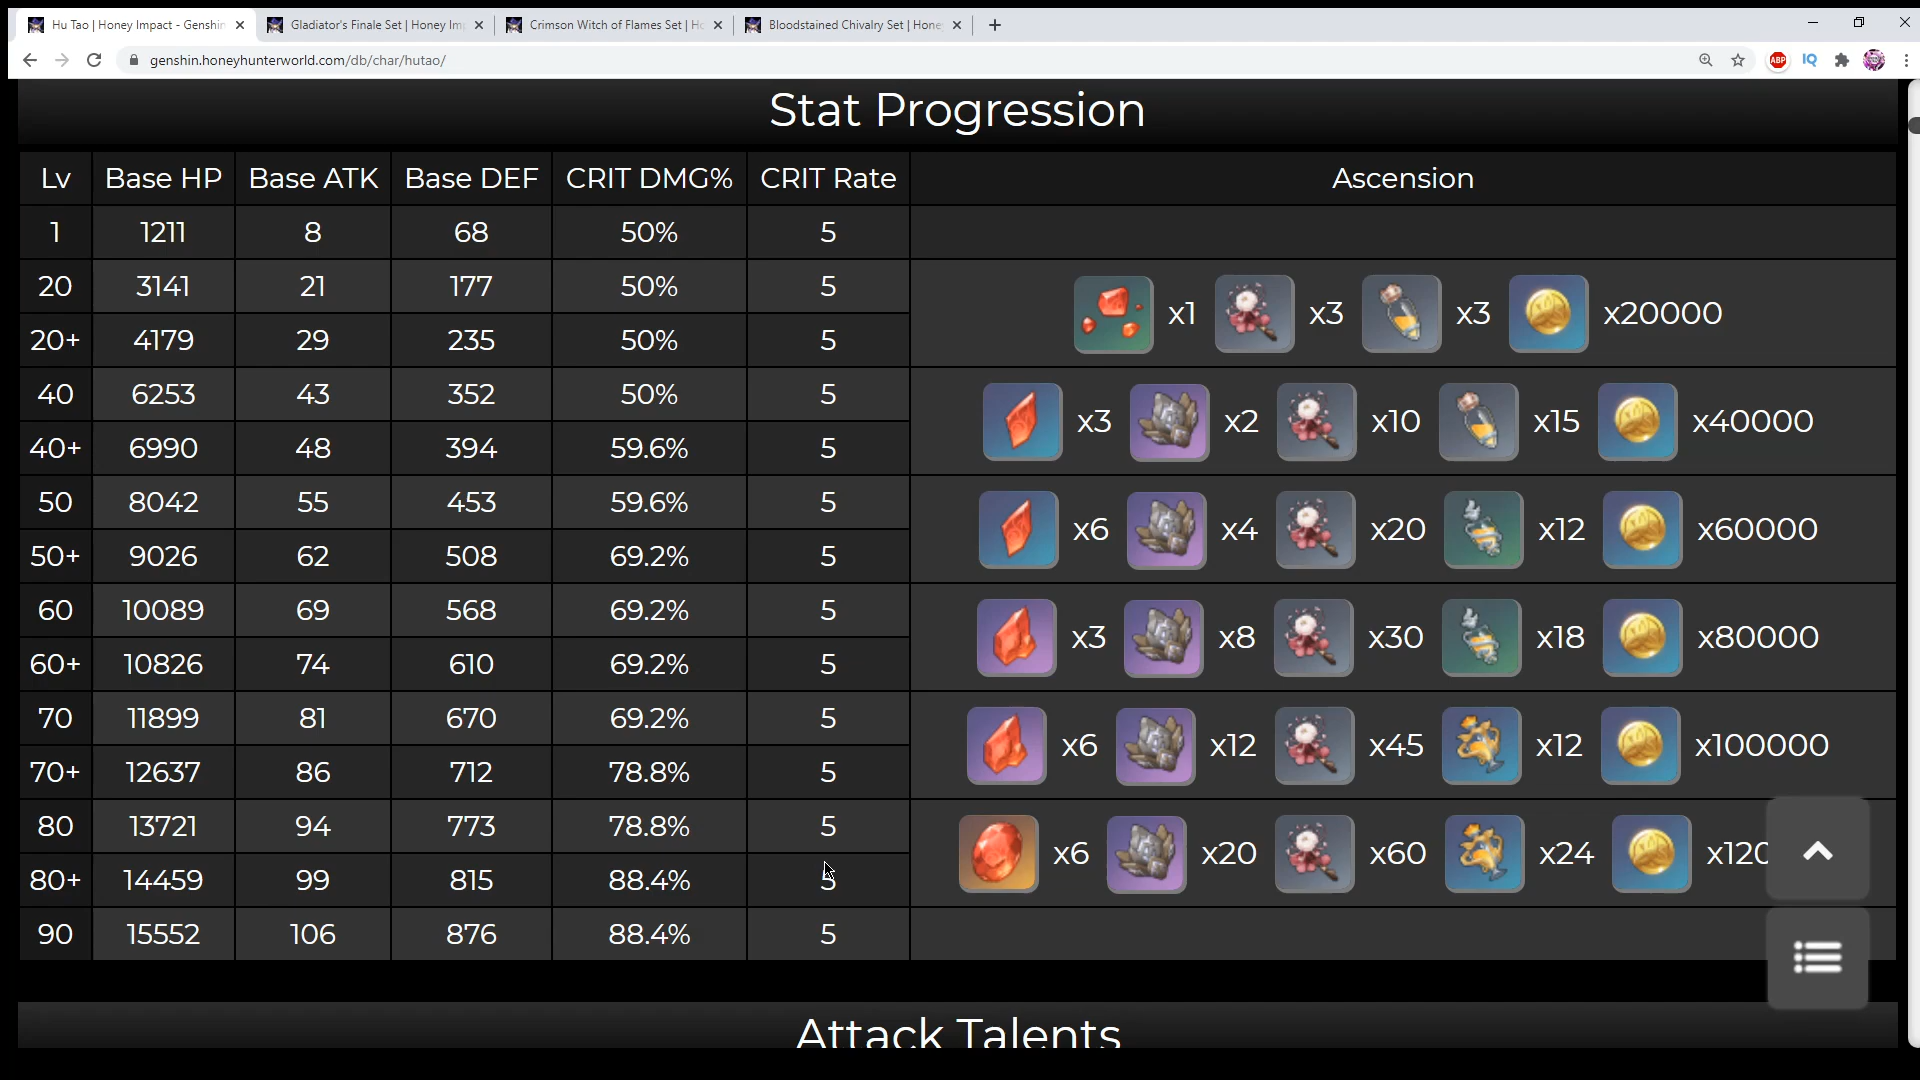 Hu Tao | Honey Impact - Genshin
Gladiator's Finale Set | Honey Im
Crimson Witch of Flames Set | Ho
Bloodstained Chivalry Set | Hone
genshin.honeyhunterworld.com/db/char/hutao/
ABP
IQ
Stat Progression
Lv Base HP Base ATK Base DEF CRIT DMG% CRIT Rate Ascension
1 1211 8 68 50% 5
20 3141 21 177 50% 5
x1 x3 x3 x20000
20+ 4179 29 235 50% 5
40 6253 43 352 50% 5
x3 x2 x10 x15 x40000
40+ 6990 48 394 59.6% 5
50 8042 55 453 59.6% 5
x6 x4 x20 x12 x60000
50+ 9026 62 508 69.2% 5
60 10089 69 568 69.2% 5
x3 x8 x30 x18 x80000
60+ 10826 74 610 69.2% 5
70 11899 81 670 69.2% 5
x6 x12 x45 x12 x100000
70+ 12637 86 712 78.8% 5
80 13721 94 773 78.8% 5
x6 x20 x60 x24 x120
80+ 14459 99 815 88.4% 5
90 15552 106 876 88.4% 5
Attack Talents